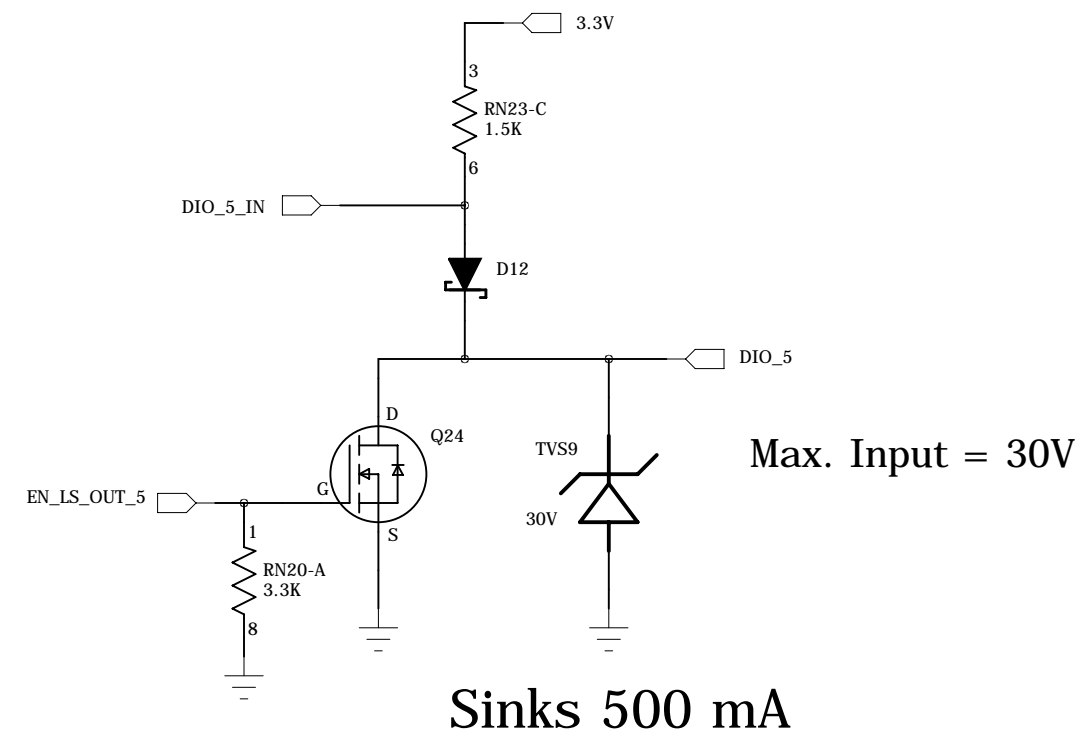 3.3V
3
RN23-C
1.5K
6
DIO_5_IN
D12
DIO_5
D
Q24
TVS9
Max. Input = 30V
G
EN_LS_OUT_5
30V
S
1
RN20-A
3.3K
8
Sinks 500 mA